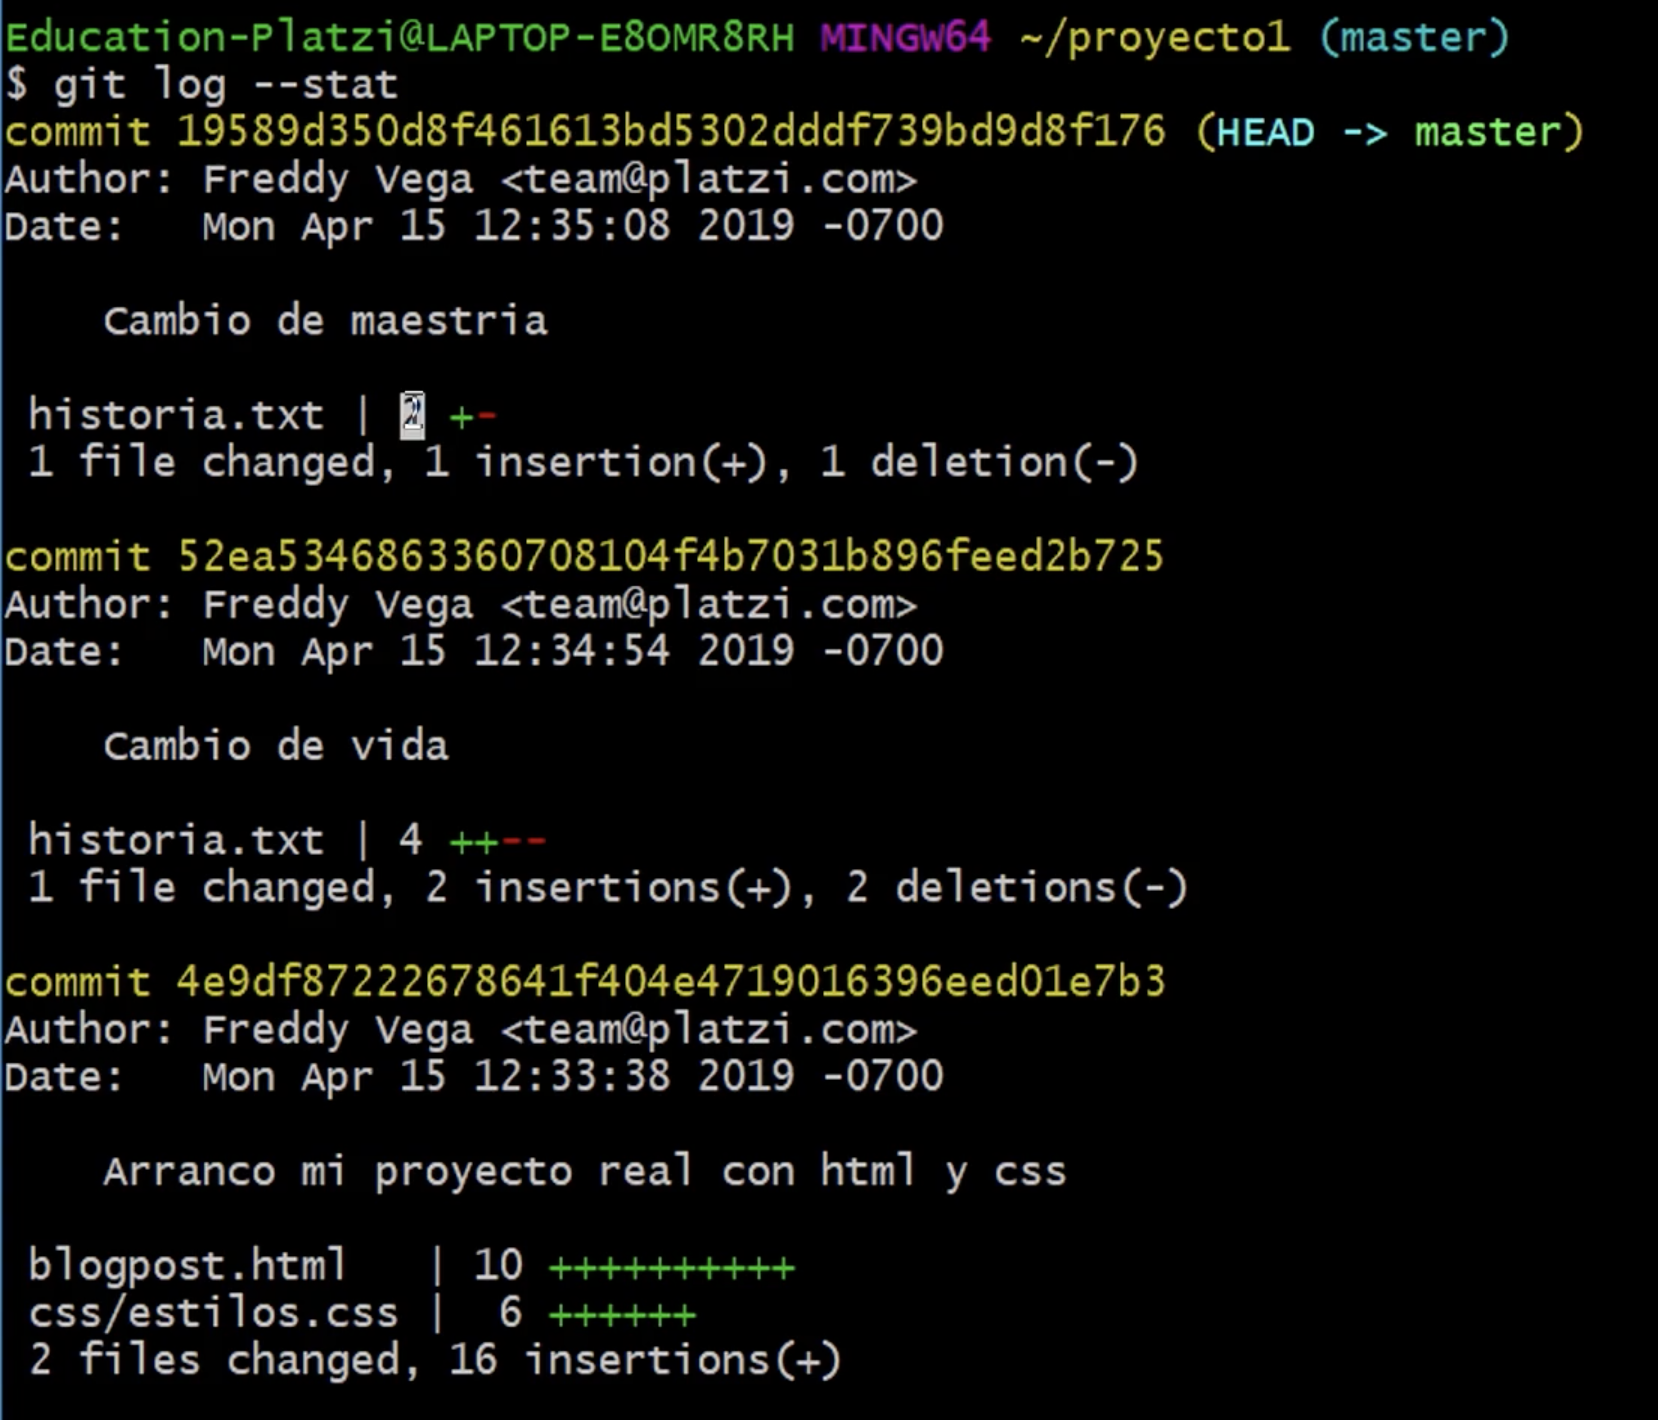 Education-Platzi@LAPTOP-E8OMR8RH MINGW64 ~/proyecto1 (master)
$ git log --stat
commit 19589d350d8f461613bd5302dddf739bd9d8f176 (HEAD -> master)
Author: Freddy Vega <team@platzi.com>
Date:   Mon Apr 15 12:35:08 2019 -0700

    Cambio de maestria

 historia.txt | 2 +-
 1 file changed, 1 insertion(+), 1 deletion(-)

commit 52ea5346863360708104f4b7031b896feed2b725
Author: Freddy Vega <team@platzi.com>
Date:   Mon Apr 15 12:34:54 2019 -0700

    Cambio de vida

 historia.txt | 4 ++--
 1 file changed, 2 insertions(+), 2 deletions(-)

commit 4e9df87222678641f404e4719016396eed01e7b3
Author: Freddy Vega <team@platzi.com>
Date:   Mon Apr 15 12:33:38 2019 -0700

    Arranco mi proyecto real con html y css

 blogpost.html   | 10 ++++++++++
 css/estilos.css |  6 ++++++
 2 files changed, 16 insertions(+)